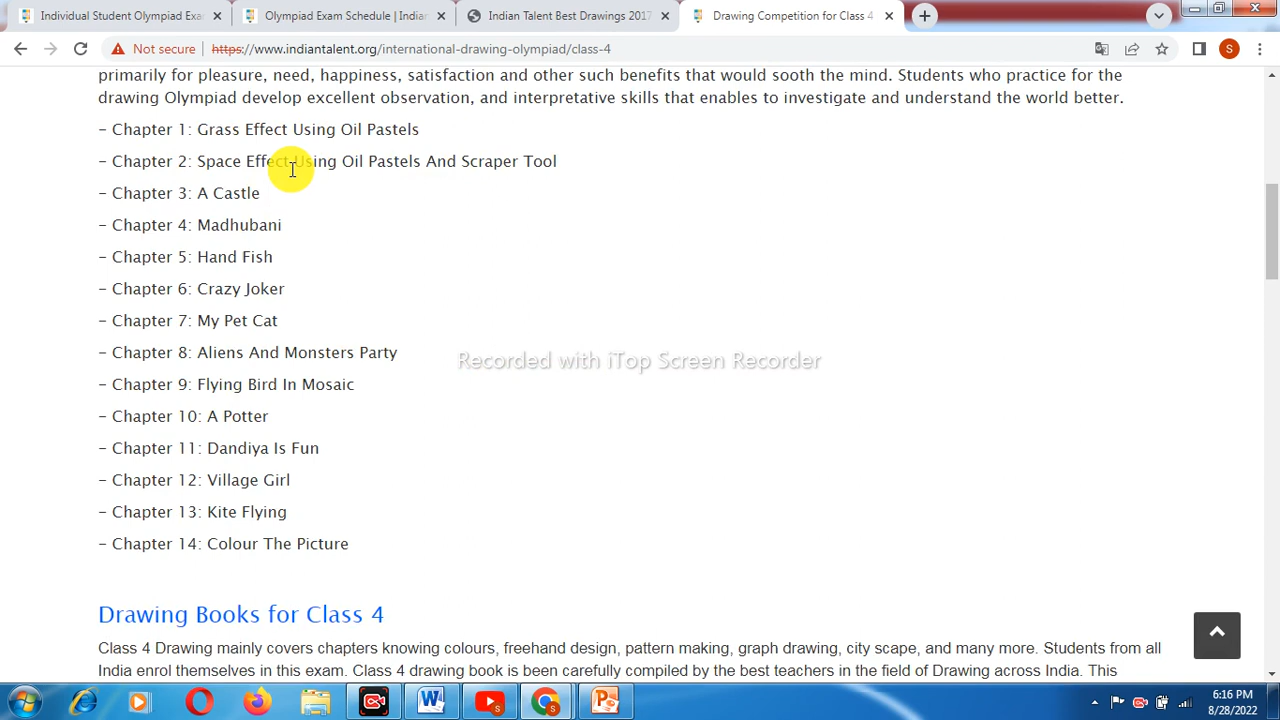 Individual Student Olympiad Exa
Olympiad Exam Schedule | India
Indian Talent Best Drawings 2017
Drawing Competition for Class 4
Not secure
https://www.indiantalent.org/international-drawing-olympiad/class-4
S
primarily for pleasure, need, happiness, satisfaction and other such benefits that would sooth the mind. Students who practice for the
drawing Olympiad develop excellent observation, and interpretative skills that enables to investigate and understand the world better.
- Chapter 1: Grass Effect Using Oil Pastels
- Chapter 2: Space Effect Using Oil Pastels And Scraper Tool
- Chapter 3: A Castle
- Chapter 4: Madhubani
- Chapter 5: Hand Fish
- Chapter 6: Crazy Joker
- Chapter 7: My Pet Cat
- Chapter 8: Aliens And Monsters Party
Recorded with iTop Screen Recorder
- Chapter 9: Flying Bird In Mosaic
- Chapter 10: A Potter
- Chapter 11: Dandiya Is Fun
- Chapter 12: Village Girl
- Chapter 13: Kite Flying
- Chapter 14: Colour The Picture
Drawing Books for Class 4
Class 4 Drawing mainly covers chapters knowing colours, freehand design, pattern making, graph drawing, city scape, and many more. Students from all
India enrol themselves in this exam. Class 4 drawing book is been carefully compiled by the best teachers in the field of Drawing across India. This
6:16 PM
8/28/2022